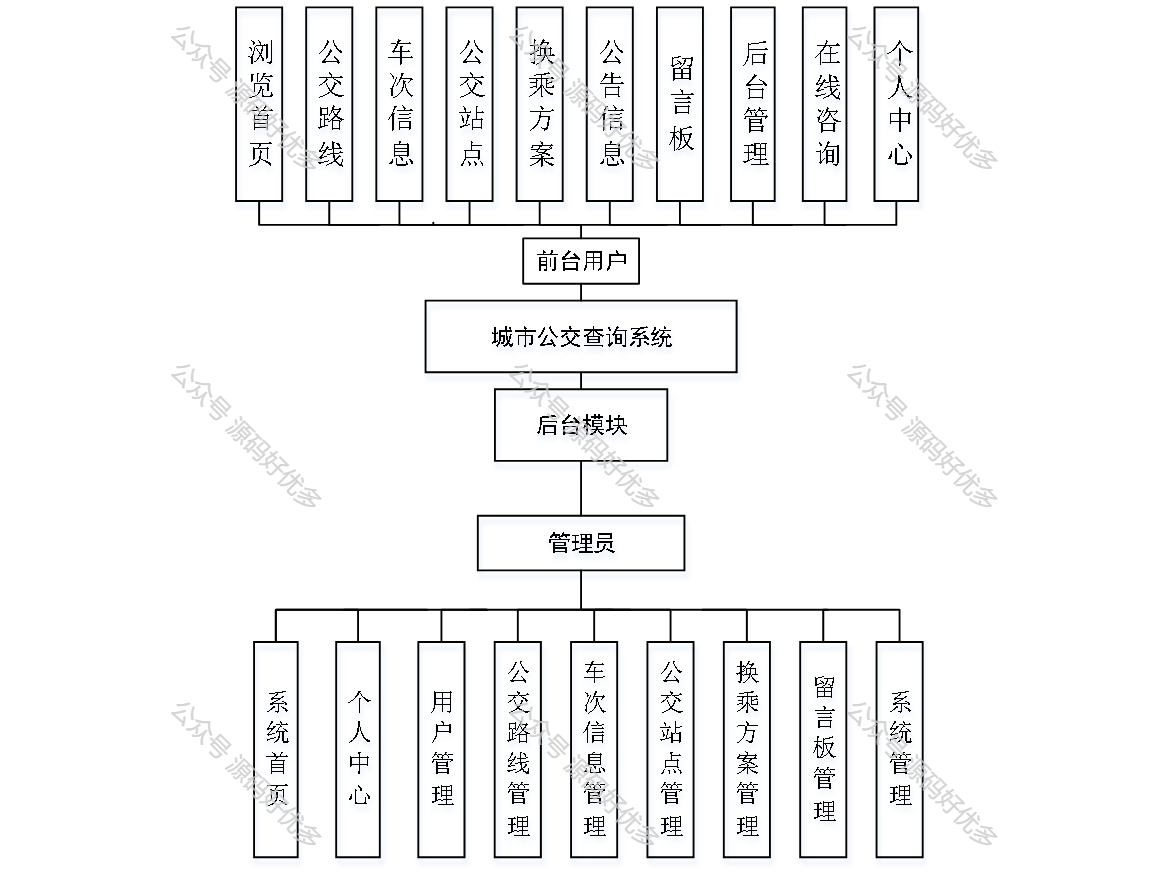 浏览首页
公交路线
车次信息
公交站点
换乘方案
公告信息
留言板
后台管理
在线咨询
个人中心
前台用户
城市公交查询系统
后台模块
管理员
系统首页
个人中心
用户管理
公交路线管理
车次信息管理
公交站点管理
换乘方案管理
留言板管理
系统管理
公众号 源码好优多
公众号 源码好优多
公众号 源码好优多
公众号 源码好优多
公众号 源码好优多
公众号 源码好优多
公众号 源码好优多
公众号 源码好优多
公众号 源码好优多